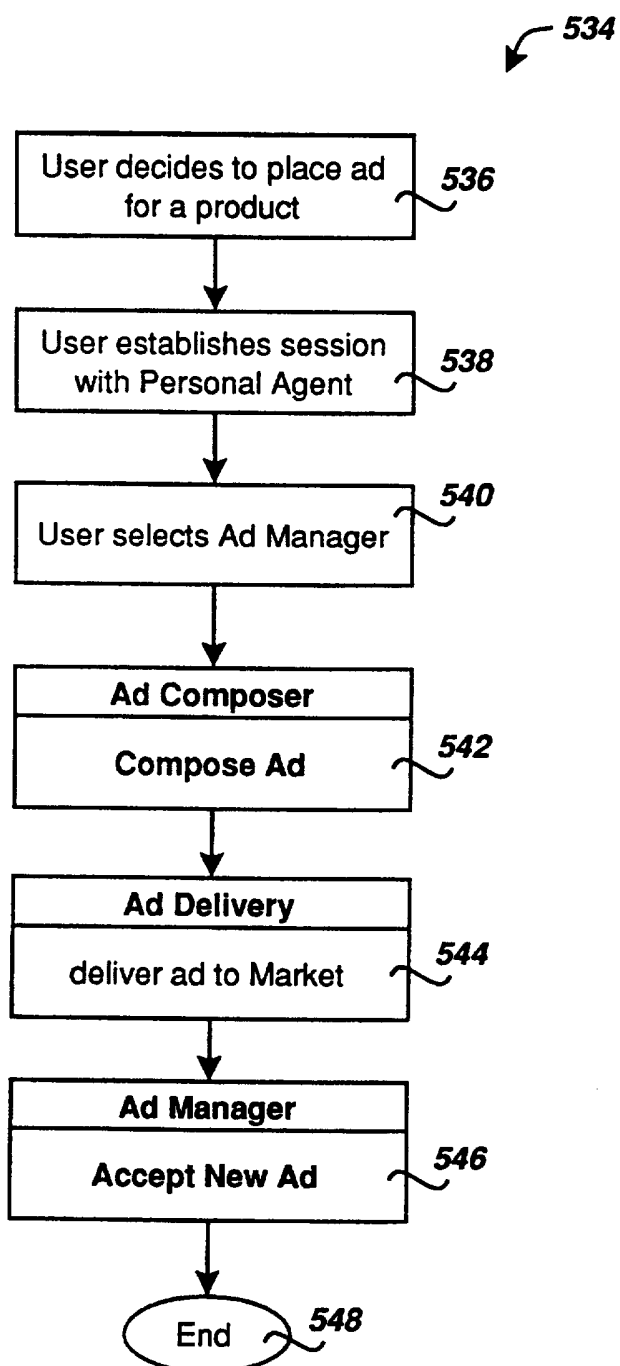 534
User decides to place ad
for a product
536
User establishes session
with Personal Agent
538
User selects Ad Manager
540
Ad Composer
Compose Ad
542
Ad Delivery
deliver ad to Market
544
Ad Manager
Accept New Ad
546
End
548